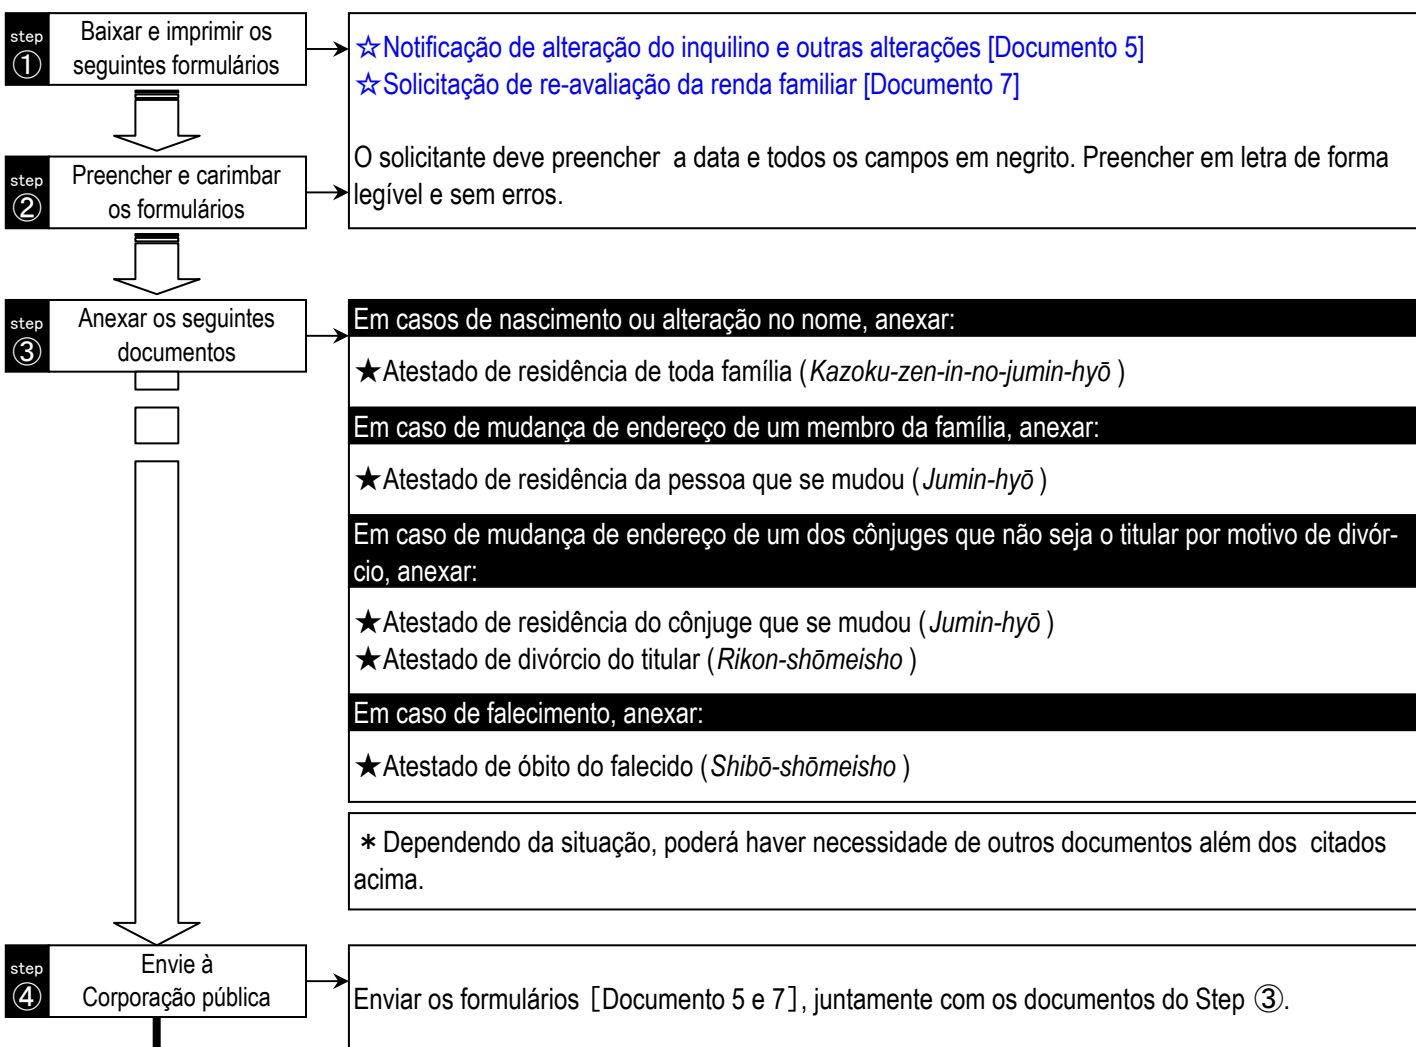 step
①
Baixar e imprimir os
seguintes formulários
☆Notificação de alteração do inquilino e outras alterações [Documento 5]
☆Solicitação de re-avaliação da renda familiar [Documento 7]
step
②
Preencher e carimbar
os formulários
O solicitante deve preencher a data e todos os campos em negrito. Preencher em letra de forma
legível e sem erros.
step
③
Anexar os seguintes
documentos
Em casos de nascimento ou alteração no nome, anexar:
★Atestado de residência de toda família (Kazoku-zen-in-no-jumin-hyō )
Em caso de mudança de endereço de um membro da família, anexar:
★Atestado de residência da pessoa que se mudou (Jumin-hyō )
Em caso de mudança de endereço de um dos cônjuges que não seja o titular por motivo de divór-
cio, anexar:
★Atestado de residência do cônjuge que se mudou (Jumin-hyō )
★Atestado de divórcio do titular (Rikon-shōmeisho )
Em caso de falecimento, anexar:
★Atestado de óbito do falecido (Shibō-shōmeisho )
＊Dependendo da situação, poderá haver necessidade de outros documentos além dos citados
acima.
step
④
Envie à
Corporação pública
Enviar os formulários [Documento 5 e 7], juntamente com os documentos do Step ③.